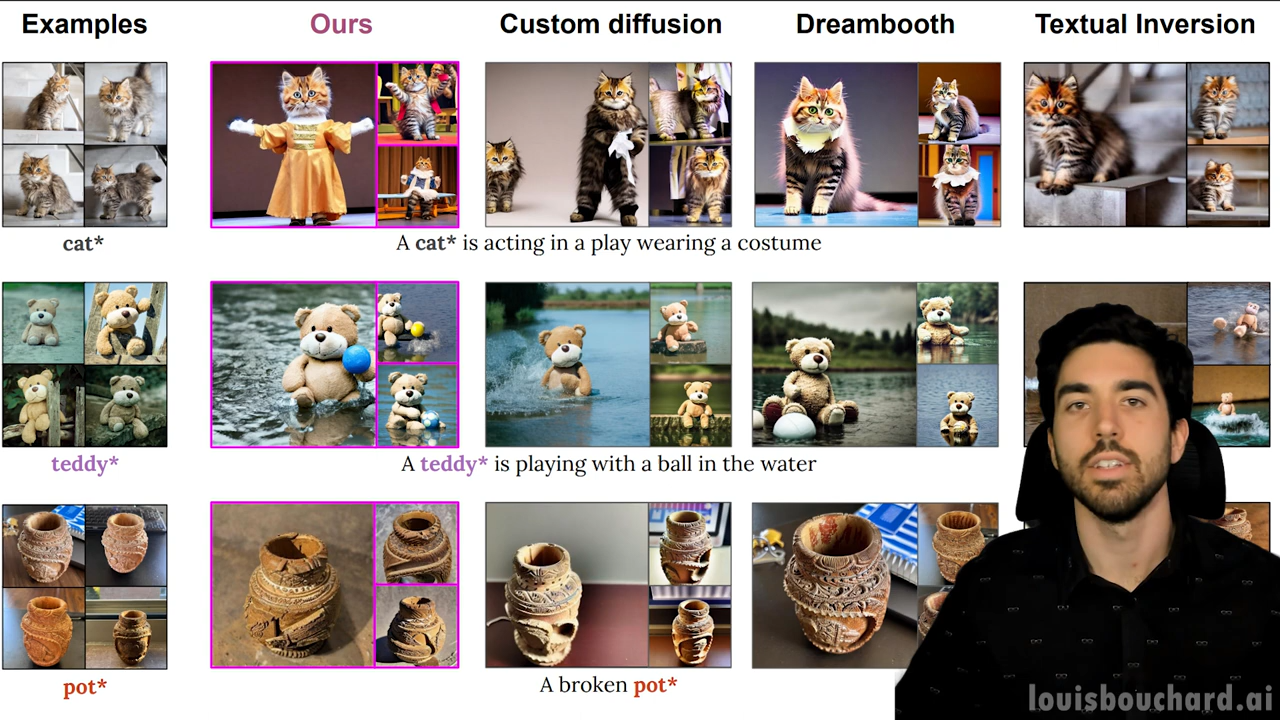 Examples
Ours
Custom diffusion
Dreambooth
Textual Inversion
cat*
A cat* is acting in a play wearing a costume
teddy*
A teddy* is playing with a ball in the water
pot*
A broken pot*
louisbouchard.ai